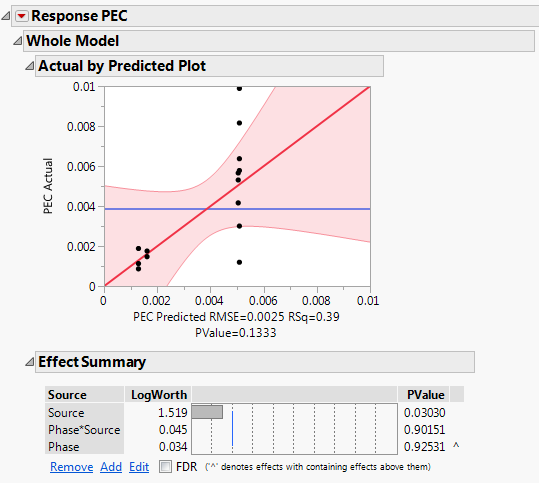 Response PEC
Whole Model
Actual by Predicted Plot
0.01
0.008
0.006
0.004
0.002
0
PEC Actual
0 0.002 0.004 0.006 0.008 0.01
PEC Predicted RMSE=0.0025 RSq=0.39
PValue=0.1333
Effect Summary
Source LogWorth PValue
Source 1.519 0.03030
Phase*Source 0.045 0.90151
Phase 0.034 0.92531 ^
Remove Add Edit FDR ('^' denotes effects with containing effects above them)